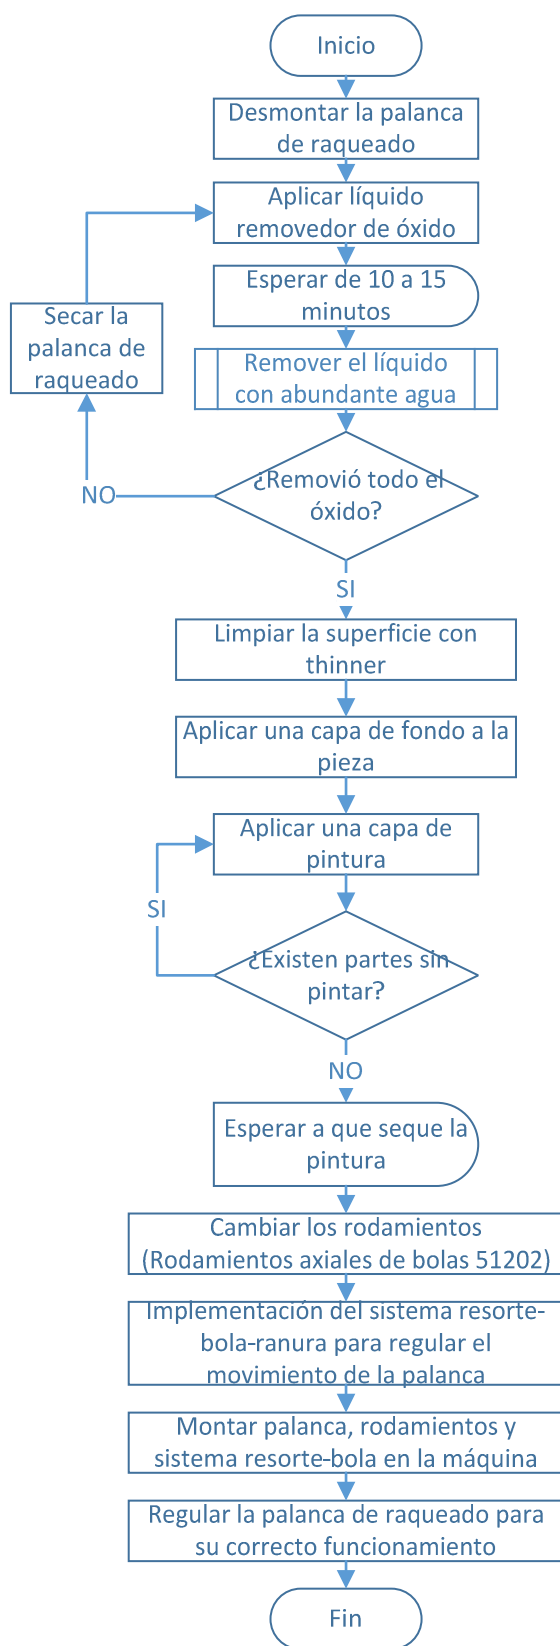 Inicio
Desmontar la palanca
de raqueado
Aplicar líquido
removedor de óxido
Esperar de 10 a 15
minutos
Secar la
palanca de
raqueado
Remover el líquido
con abundante agua
¿Removió todo el
óxido?
NO
SI
Limpiar la superficie con
thinner
Aplicar una capa de fondo a la
pieza
Aplicar una capa de
pintura
SI
¿Existen partes sin
pintar?
NO
Esperar a que seque la
pintura
Cambiar los rodamientos
(Rodamientos axiales de bolas 51202)
Implementación del sistema resorte-
bola-ranura para regular el
movimiento de la palanca
Montar palanca, rodamientos y
sistema resorte-bola en la máquina
Regular la palanca de raqueado para
su correcto funcionamiento
Fin